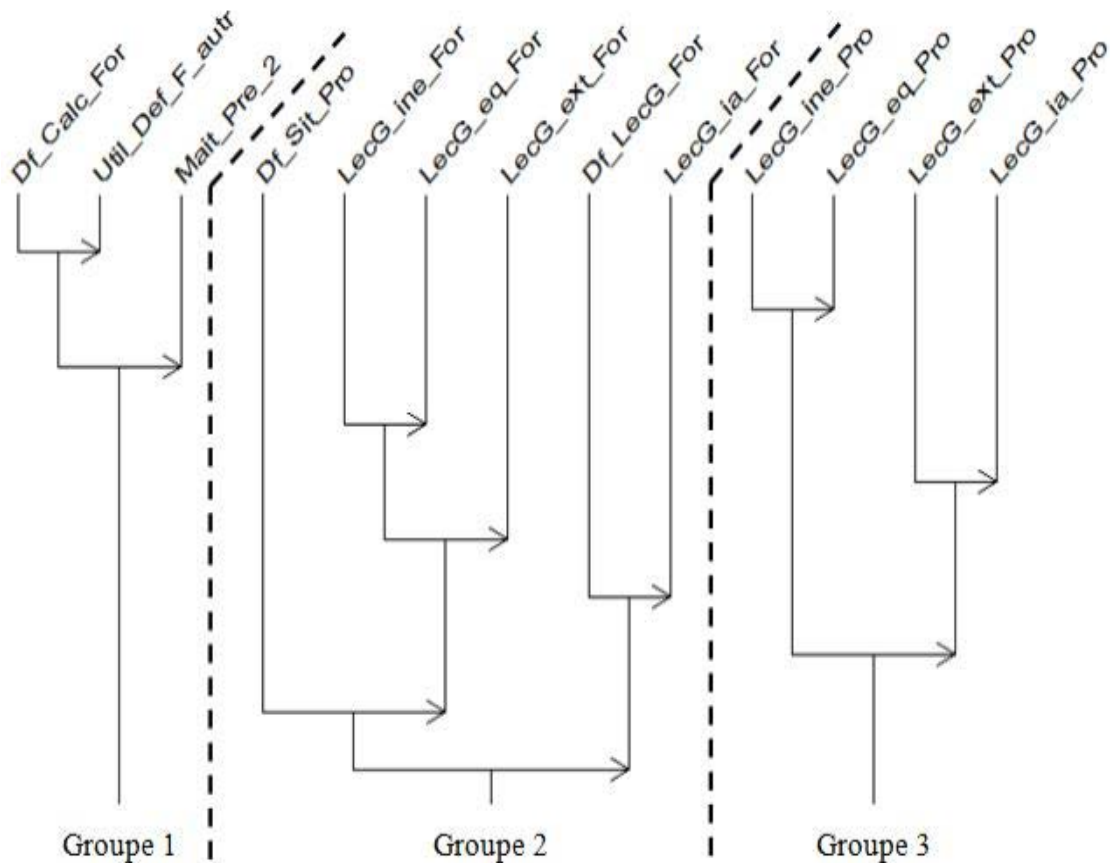 Df_Calc_For
Util_Def_F_autr
Mait_Pre_2
Df_Sit_Pro
LecG_ine_For
LecG_eq_For
LecG_ext_For
Df_LecG_For
LecG_ia_For
LecG_ine_Pro
LecG_eq_Pro
LecG_ext_Pro
LecG_ia_Pro
Groupe 1
Groupe 2
Groupe 3